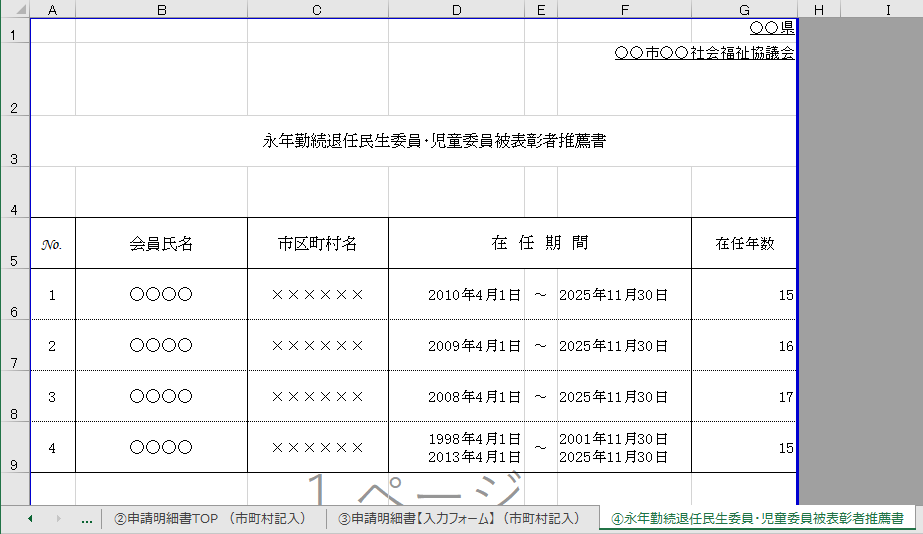 A B C D E F G H I
1 〇〇県
〇〇市〇〇社会福祉協議会
2
3 永年勤続退任民生委員・児童委員被表彰者推薦書
4
5 No. 会員氏名 市区町村名 在 任 期 間 在任年数
6 1 〇〇〇〇 ×××××× 2010年4月1日 ～ 2025年11月30日 15
7 2 〇〇〇〇 ×××××× 2009年4月1日 ～ 2025年11月30日 16
8 3 〇〇〇〇 ×××××× 2008年4月1日 ～ 2025年11月30日 17
1998年4月1日 2001年11月30日
9 4 〇〇〇〇 ×××××× ～ 15
2013年4月1日 2025年11月30日
1 ページ
... ②申請明細書TOP （市町村記入） ③申請明細書【入力フォーム】（市町村記入） ④永年勤続退任民生委員・児童委員被表彰者推薦書